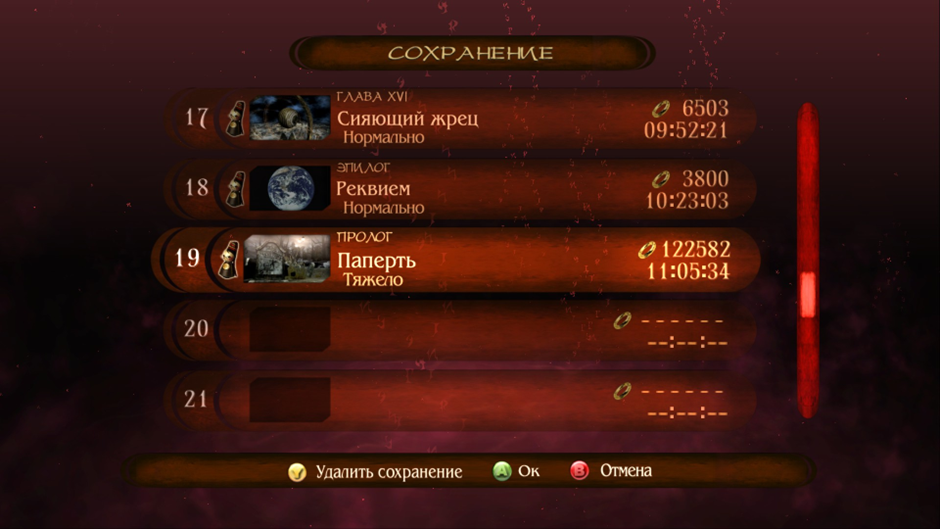 СОХРАНЕНИЕ
17
ГЛАВА XVI
Сияющий жрец
Нормально
6503
09:52:21
18
ЭПИЛОГ
Реквием
Нормально
3800
10:23:03
19
ПРОЛОГ
Паперть
Тяжело
122582
11:05:34
20
------
--:--:--
21
------
--:--:--
Y Удалить сохранение A Ок B Отмена